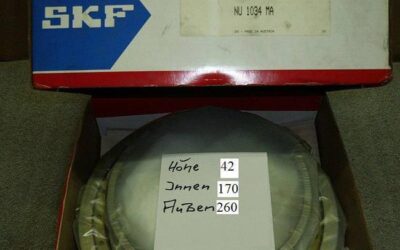 SKF
NU 1034 MA
Höhe 42
Innen 170
Außen 260